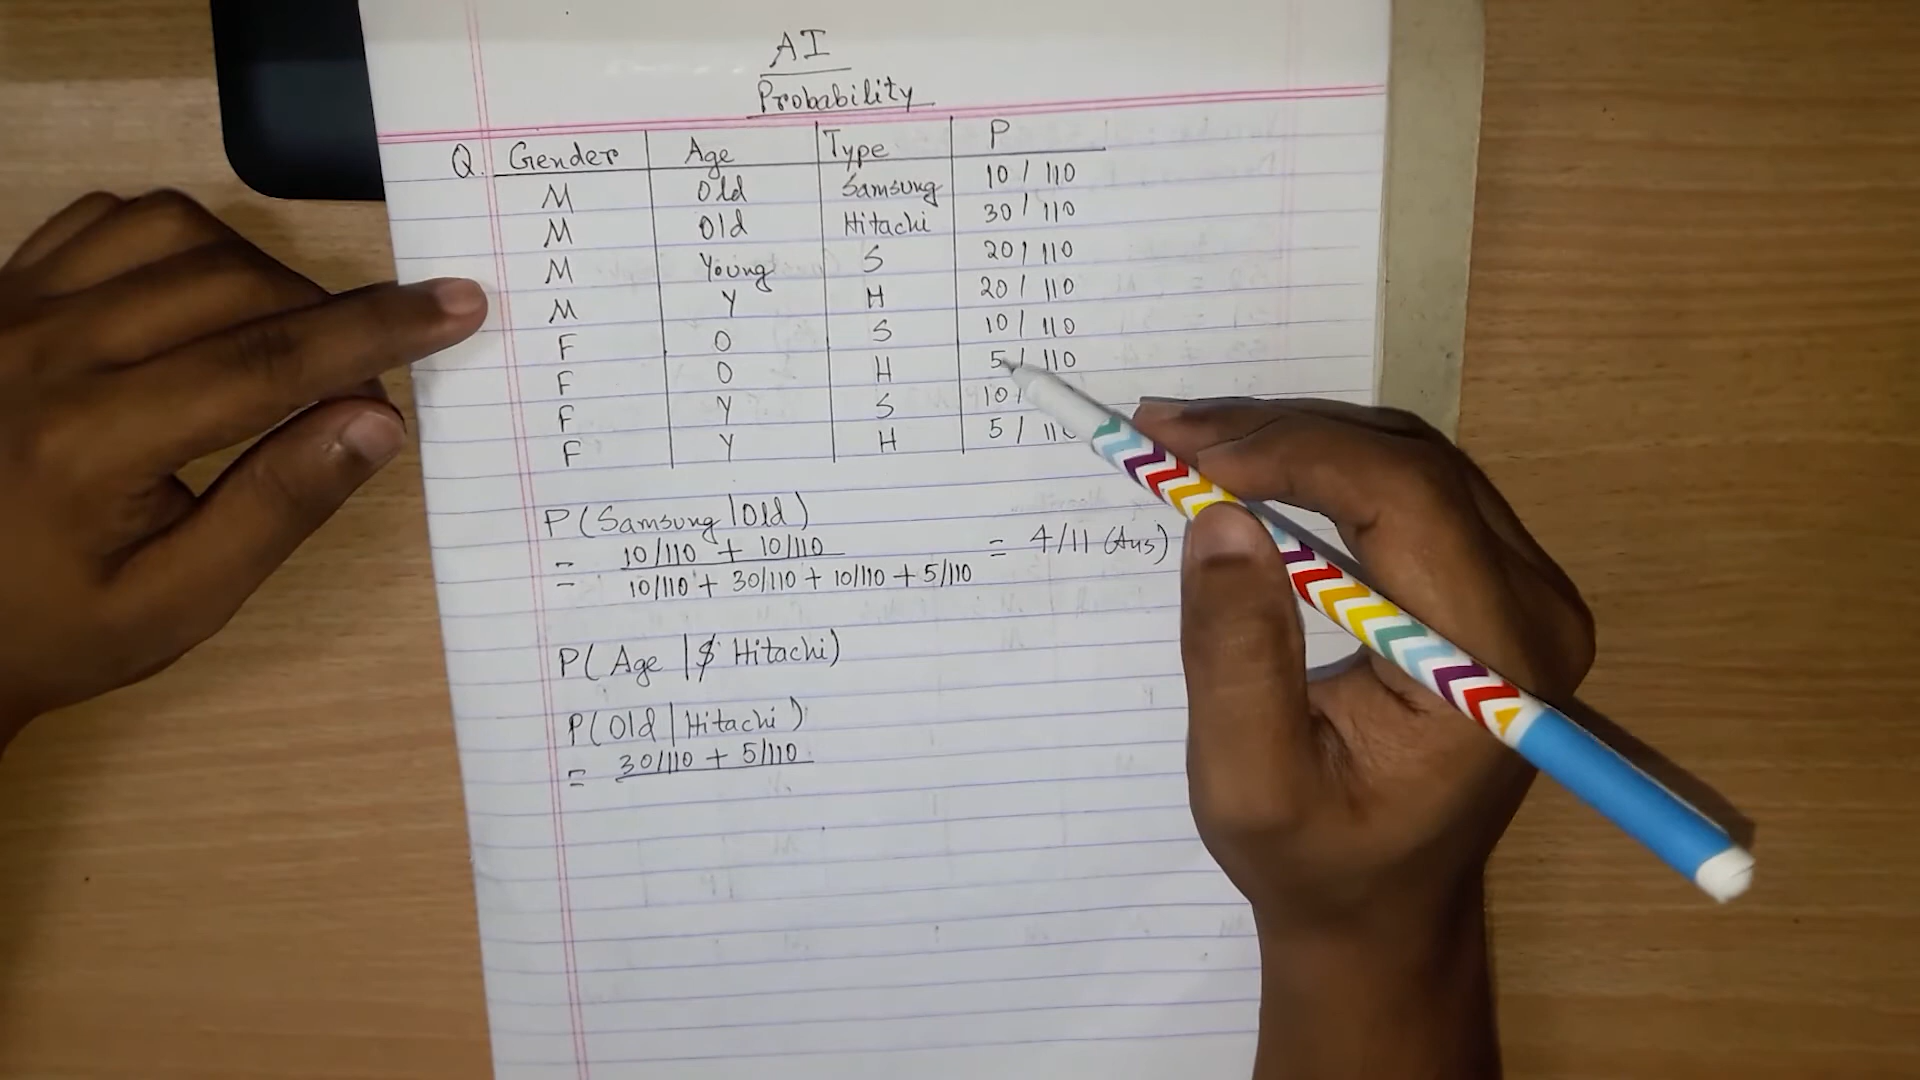 AI
Probability
Q. Gender Age Type P
M Old Samsung 10 / 110
M Old Hitachi 30 / 110
M Young S 20 / 110
M Y H 20 / 110
F O S 10 / 110
F O H 5 / 110
F Y S 10 /
F Y H 5 / 110
P (Samsung | Old)
= 10/110 + 10/110 = 4/11 (Ans)
10/110 + 30/110 + 10/110 + 5/110
P( Age | Hitachi)
P(Old | Hitachi)
= 30/110 + 5/110